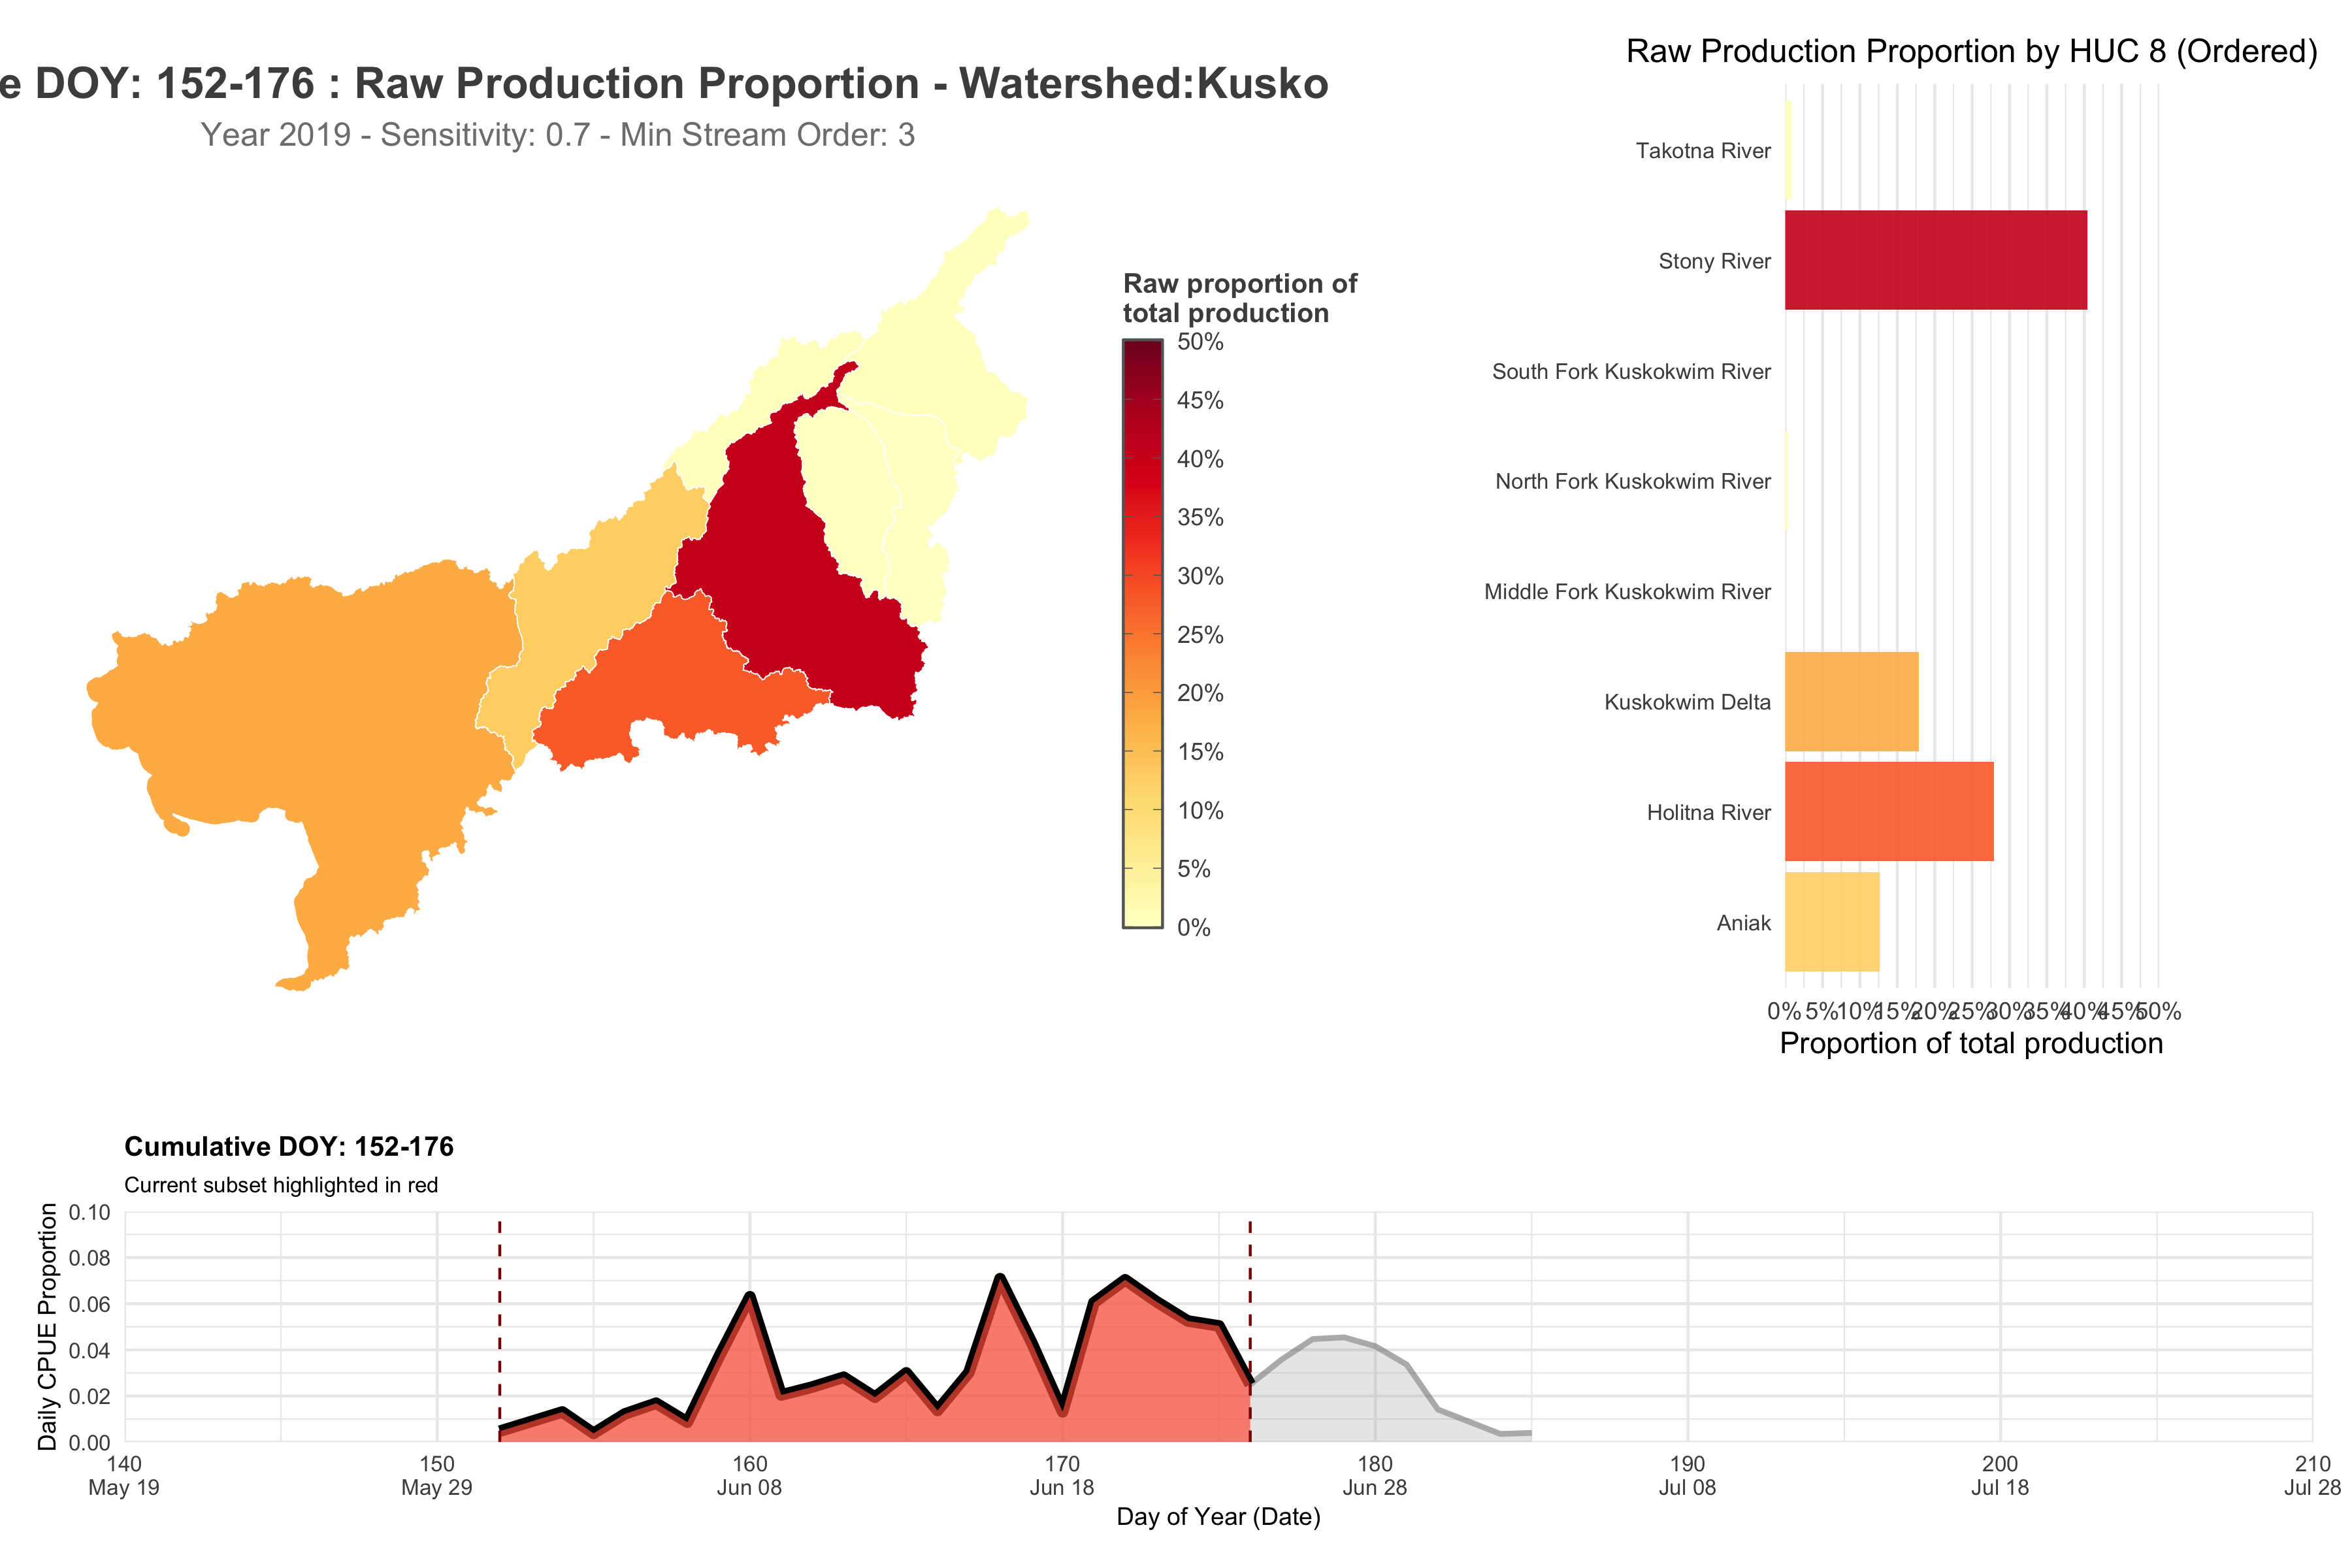 e DOY: 152-176 : Raw Production Proportion - Watershed:Kusko
Year 2019 - Sensitivity: 0.7 - Min Stream Order: 3
Raw proportion of
total production
50%
45%
40%
35%
30%
25%
20%
15%
10%
5%
0%
Raw Production Proportion by HUC 8 (Ordered)
Takotna River
Stony River
South Fork Kuskokwim River
North Fork Kuskokwim River
Middle Fork Kuskokwim River
Kuskokwim Delta
Holitna River
Aniak
0% 5% 10% 15% 20% 25% 30% 35% 40% 45% 50%
Proportion of total production
Cumulative DOY: 152-176
Current subset highlighted in red
Daily CPUE Proportion
0.10
0.08
0.06
0.04
0.02
0.00
140 150 160 170 180 190 200 210
May 19 May 29 Jun 08 Jun 18 Jun 28 Jul 08 Jul 18 Jul 28
Day of Year (Date)